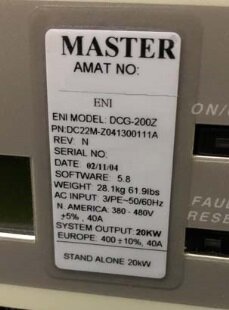 MASTER
AMAT NO:
ENI
ENI MODEL: DCG-200Z
PN:DC22M-Z041300111A
REV: N
SERIAL NO:
DATE: 02/11/04
SOFTWARE: 5.8
WEIGHT: 28.1kg 61.9lbs
AC INPUT: 3/PE~50/60Hz
N. AMERICA: 380 - 480V
±5%, 40A
SYSTEM OUTPUT: 20KW
EUROPE: 400 ±10%, 40A
STAND ALONE 20kW
ON/
FAU
RESE